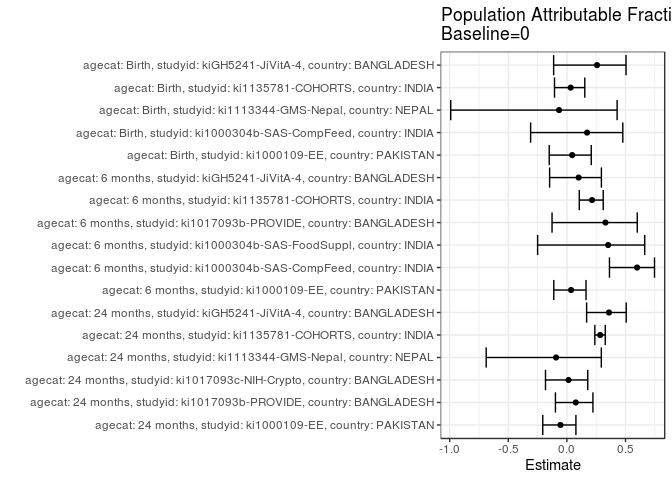 Population Attributable Fracti
Baseline=0
agecat: Birth, studyid: kiGH5241-JiVitA-4, country: BANGLADESH
agecat: Birth, studyid: ki1135781-COHORTS, country: INDIA
agecat: Birth, studyid: ki1113344-GMS-Nepal, country: NEPAL
agecat: Birth, studyid: ki1000304b-SAS-CompFeed, country: INDIA
agecat: Birth, studyid: ki1000109-EE, country: PAKISTAN
agecat: 6 months, studyid: kiGH5241-JiVitA-4, country: BANGLADESH
agecat: 6 months, studyid: ki1135781-COHORTS, country: INDIA
agecat: 6 months, studyid: ki1017093b-PROVIDE, country: BANGLADESH
agecat: 6 months, studyid: ki1000304b-SAS-FoodSuppl, country: INDIA
agecat: 6 months, studyid: ki1000304b-SAS-CompFeed, country: INDIA
agecat: 6 months, studyid: ki1000109-EE, country: PAKISTAN
agecat: 24 months, studyid: kiGH5241-JiVitA-4, country: BANGLADESH
agecat: 24 months, studyid: ki1135781-COHORTS, country: INDIA
agecat: 24 months, studyid: ki1113344-GMS-Nepal, country: NEPAL
agecat: 24 months, studyid: ki1017093c-NIH-Crypto, country: BANGLADESH
agecat: 24 months, studyid: ki1017093b-PROVIDE, country: BANGLADESH
agecat: 24 months, studyid: ki1000109-EE, country: PAKISTAN
-1.0 -0.5 0.0 0.5
Estimate